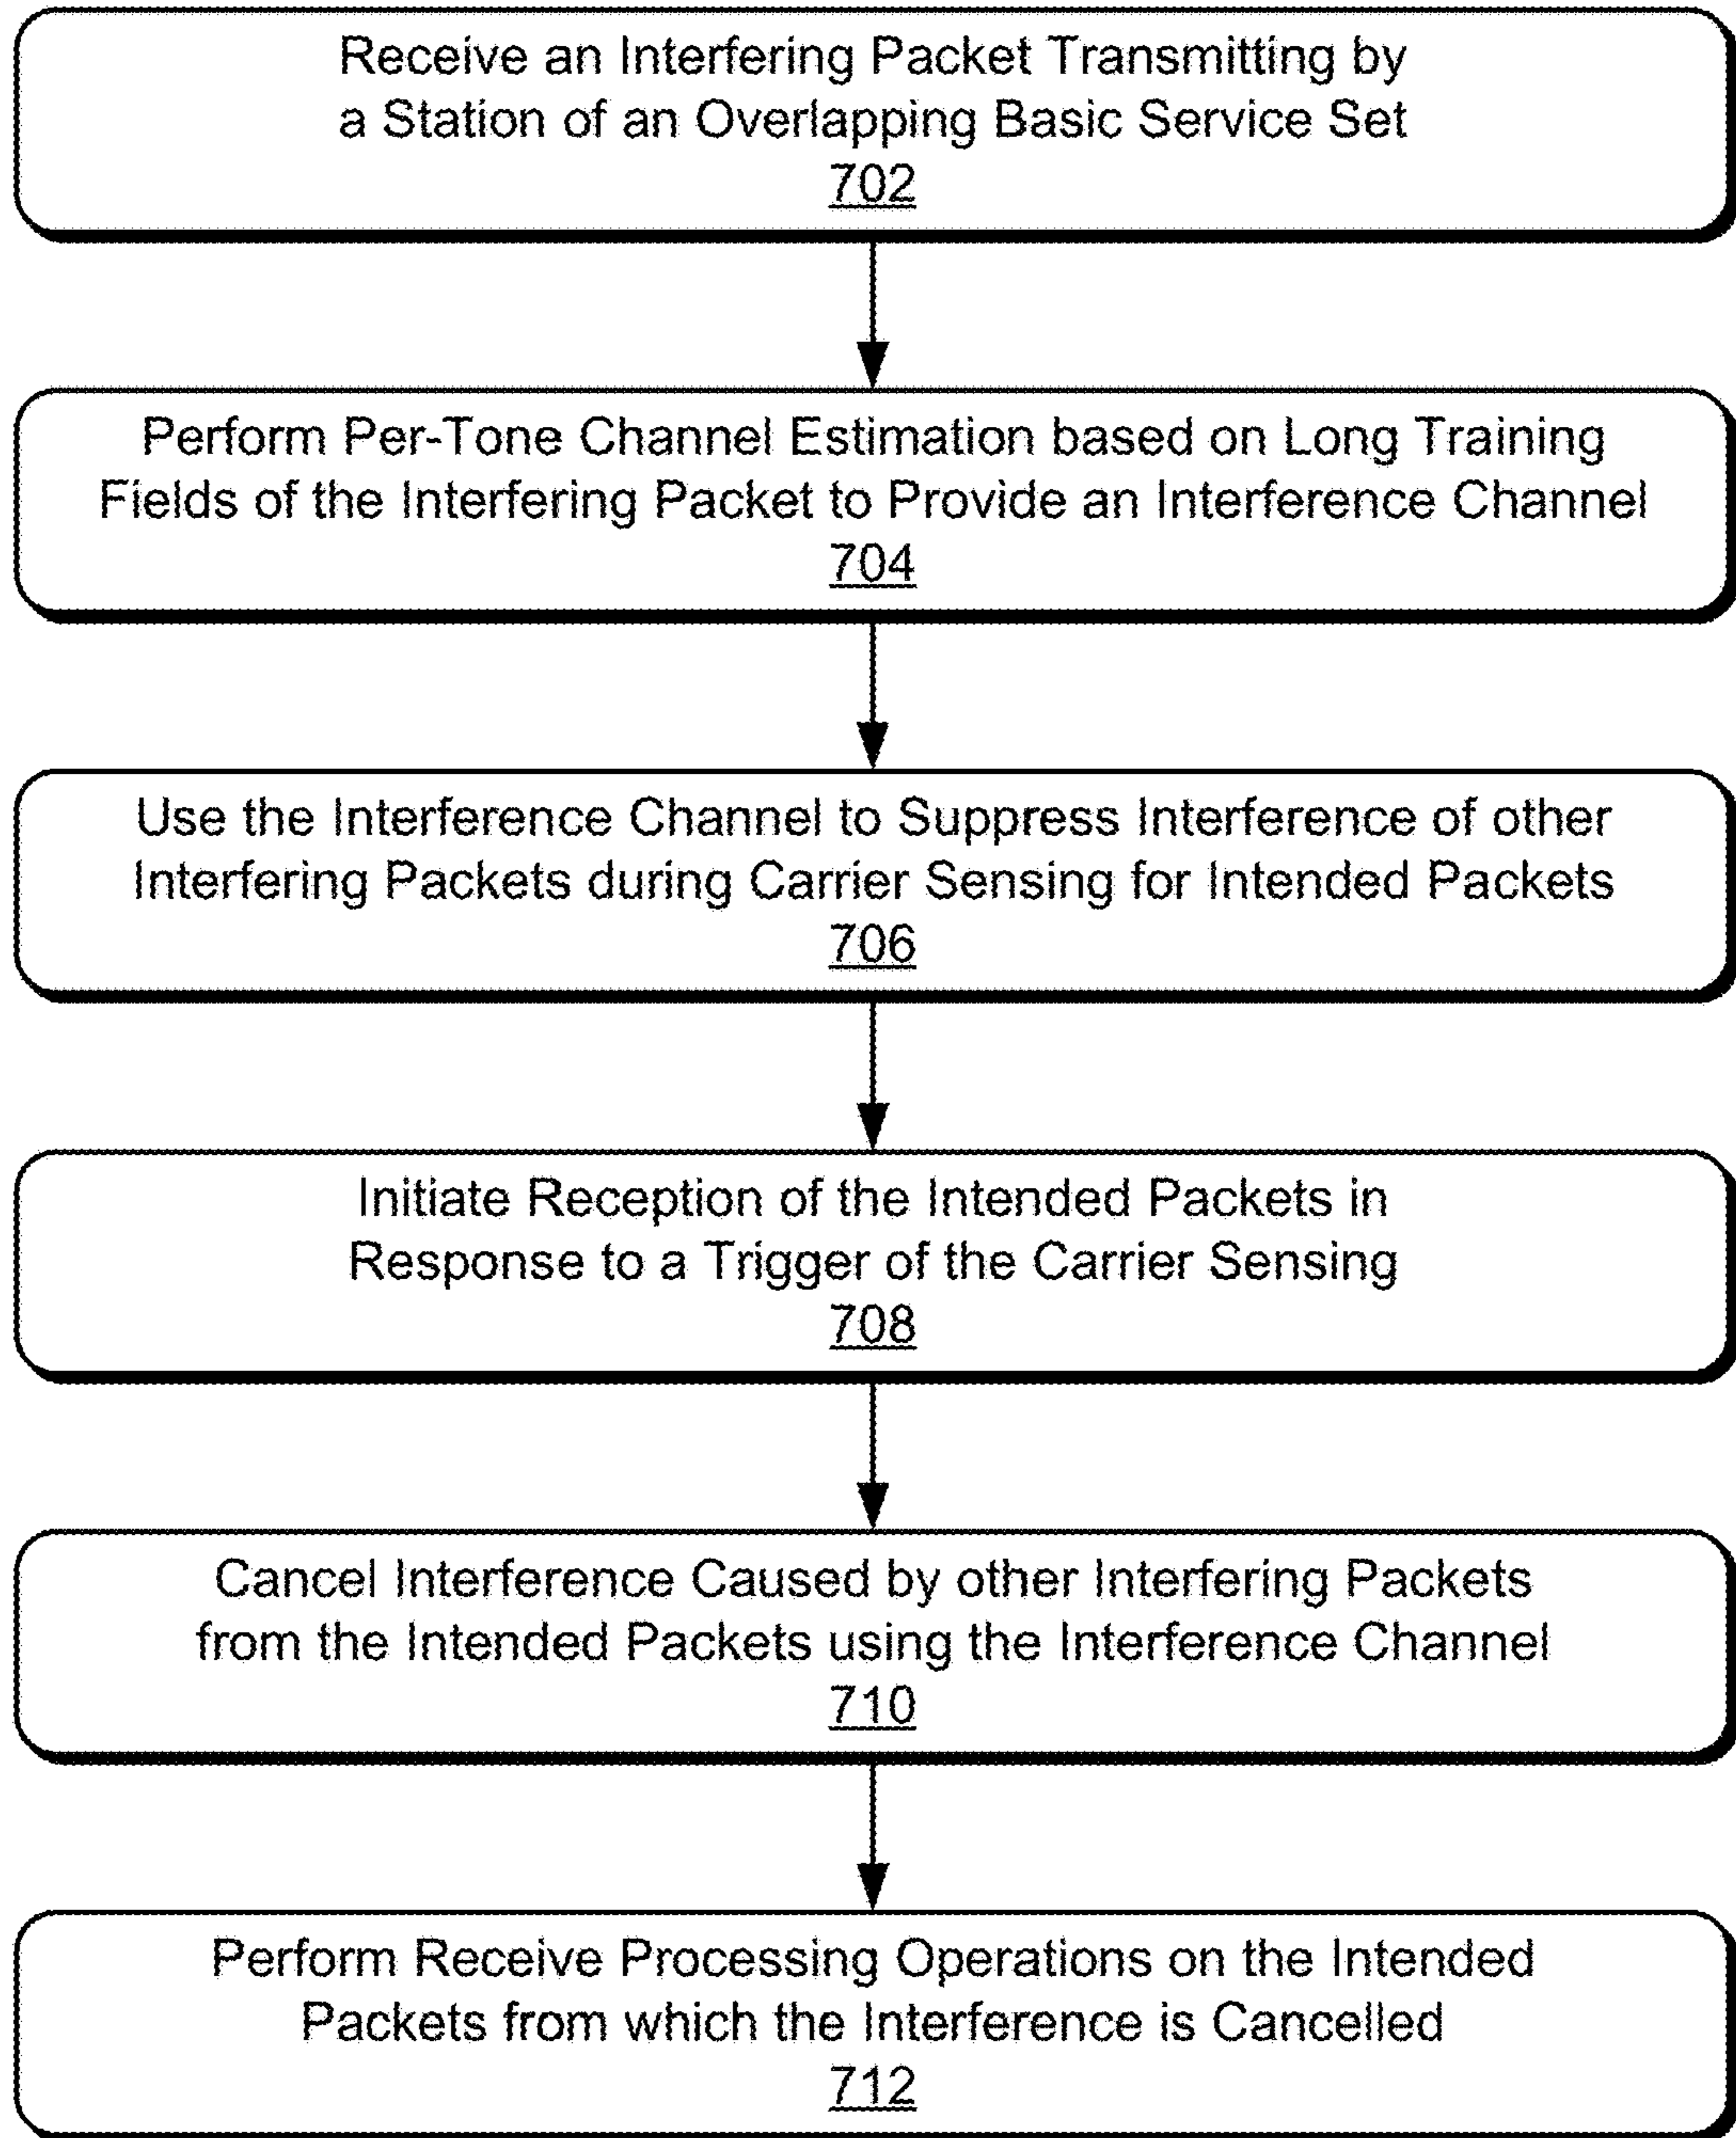 Receive an Interfering Packet Transmitting by
a Station of an Overlapping Basic Service Set
702
Perform Per-Tone Channel Estimation based on Long Training
Fields of the Interfering Packet to Provide an Interference Channel
704
Use the Interference Channel to Suppress Interference of other
Interfering Packets during Carrier Sensing for Intended Packets
706
Initiate Reception of the Intended Packets in
Response to a Trigger of the Carrier Sensing
708
Cancel Interference Caused by other Interfering Packets
from the Intended Packets using the Interference Channel
710
Perform Receive Processing Operations on the Intended
Packets from which the Interference is Cancelled
712